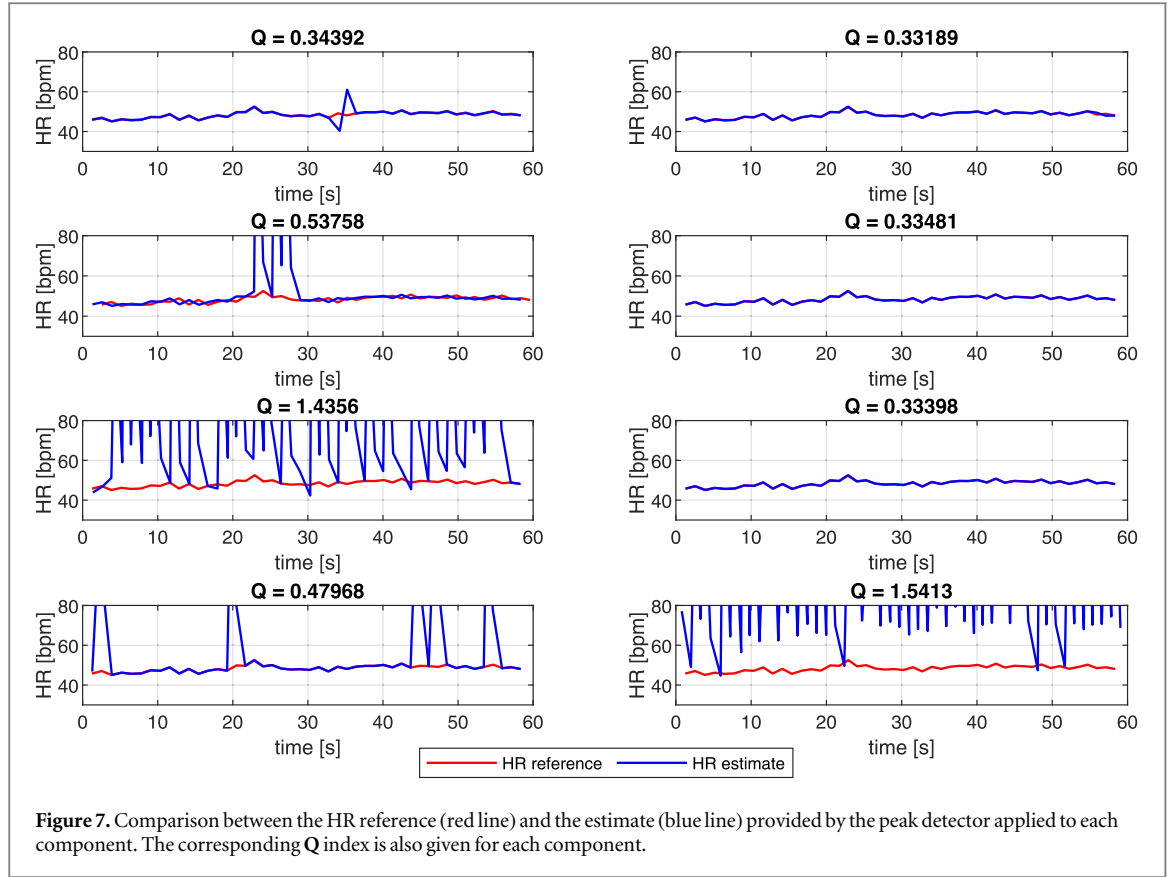 Q = 0.34392
HR [bpm]
80
60
40
0 10 20 30 40 50 60
time [s]
Q = 0.33189
HR [bpm]
80
60
40
0 10 20 30 40 50 60
time [s]
Q = 0.53758
HR [bpm]
80
60
40
0 10 20 30 40 50 60
time [s]
Q = 0.33481
HR [bpm]
80
60
40
0 10 20 30 40 50 60
time [s]
Q = 1.4356
HR [bpm]
80
60
40
0 10 20 30 40 50 60
time [s]
Q = 0.33398
HR [bpm]
80
60
40
0 10 20 30 40 50 60
time [s]
Q = 0.47968
HR [bpm]
80
60
40
0 10 20 30 40 50 60
time [s]
Q = 1.5413
HR [bpm]
80
60
40
0 10 20 30 40 50 60
time [s]
HR reference HR estimate
Figure 7. Comparison between the HR reference (red line) and the estimate (blue line) provided by the peak detector applied to each
component. The corresponding Q index is also given for each component.